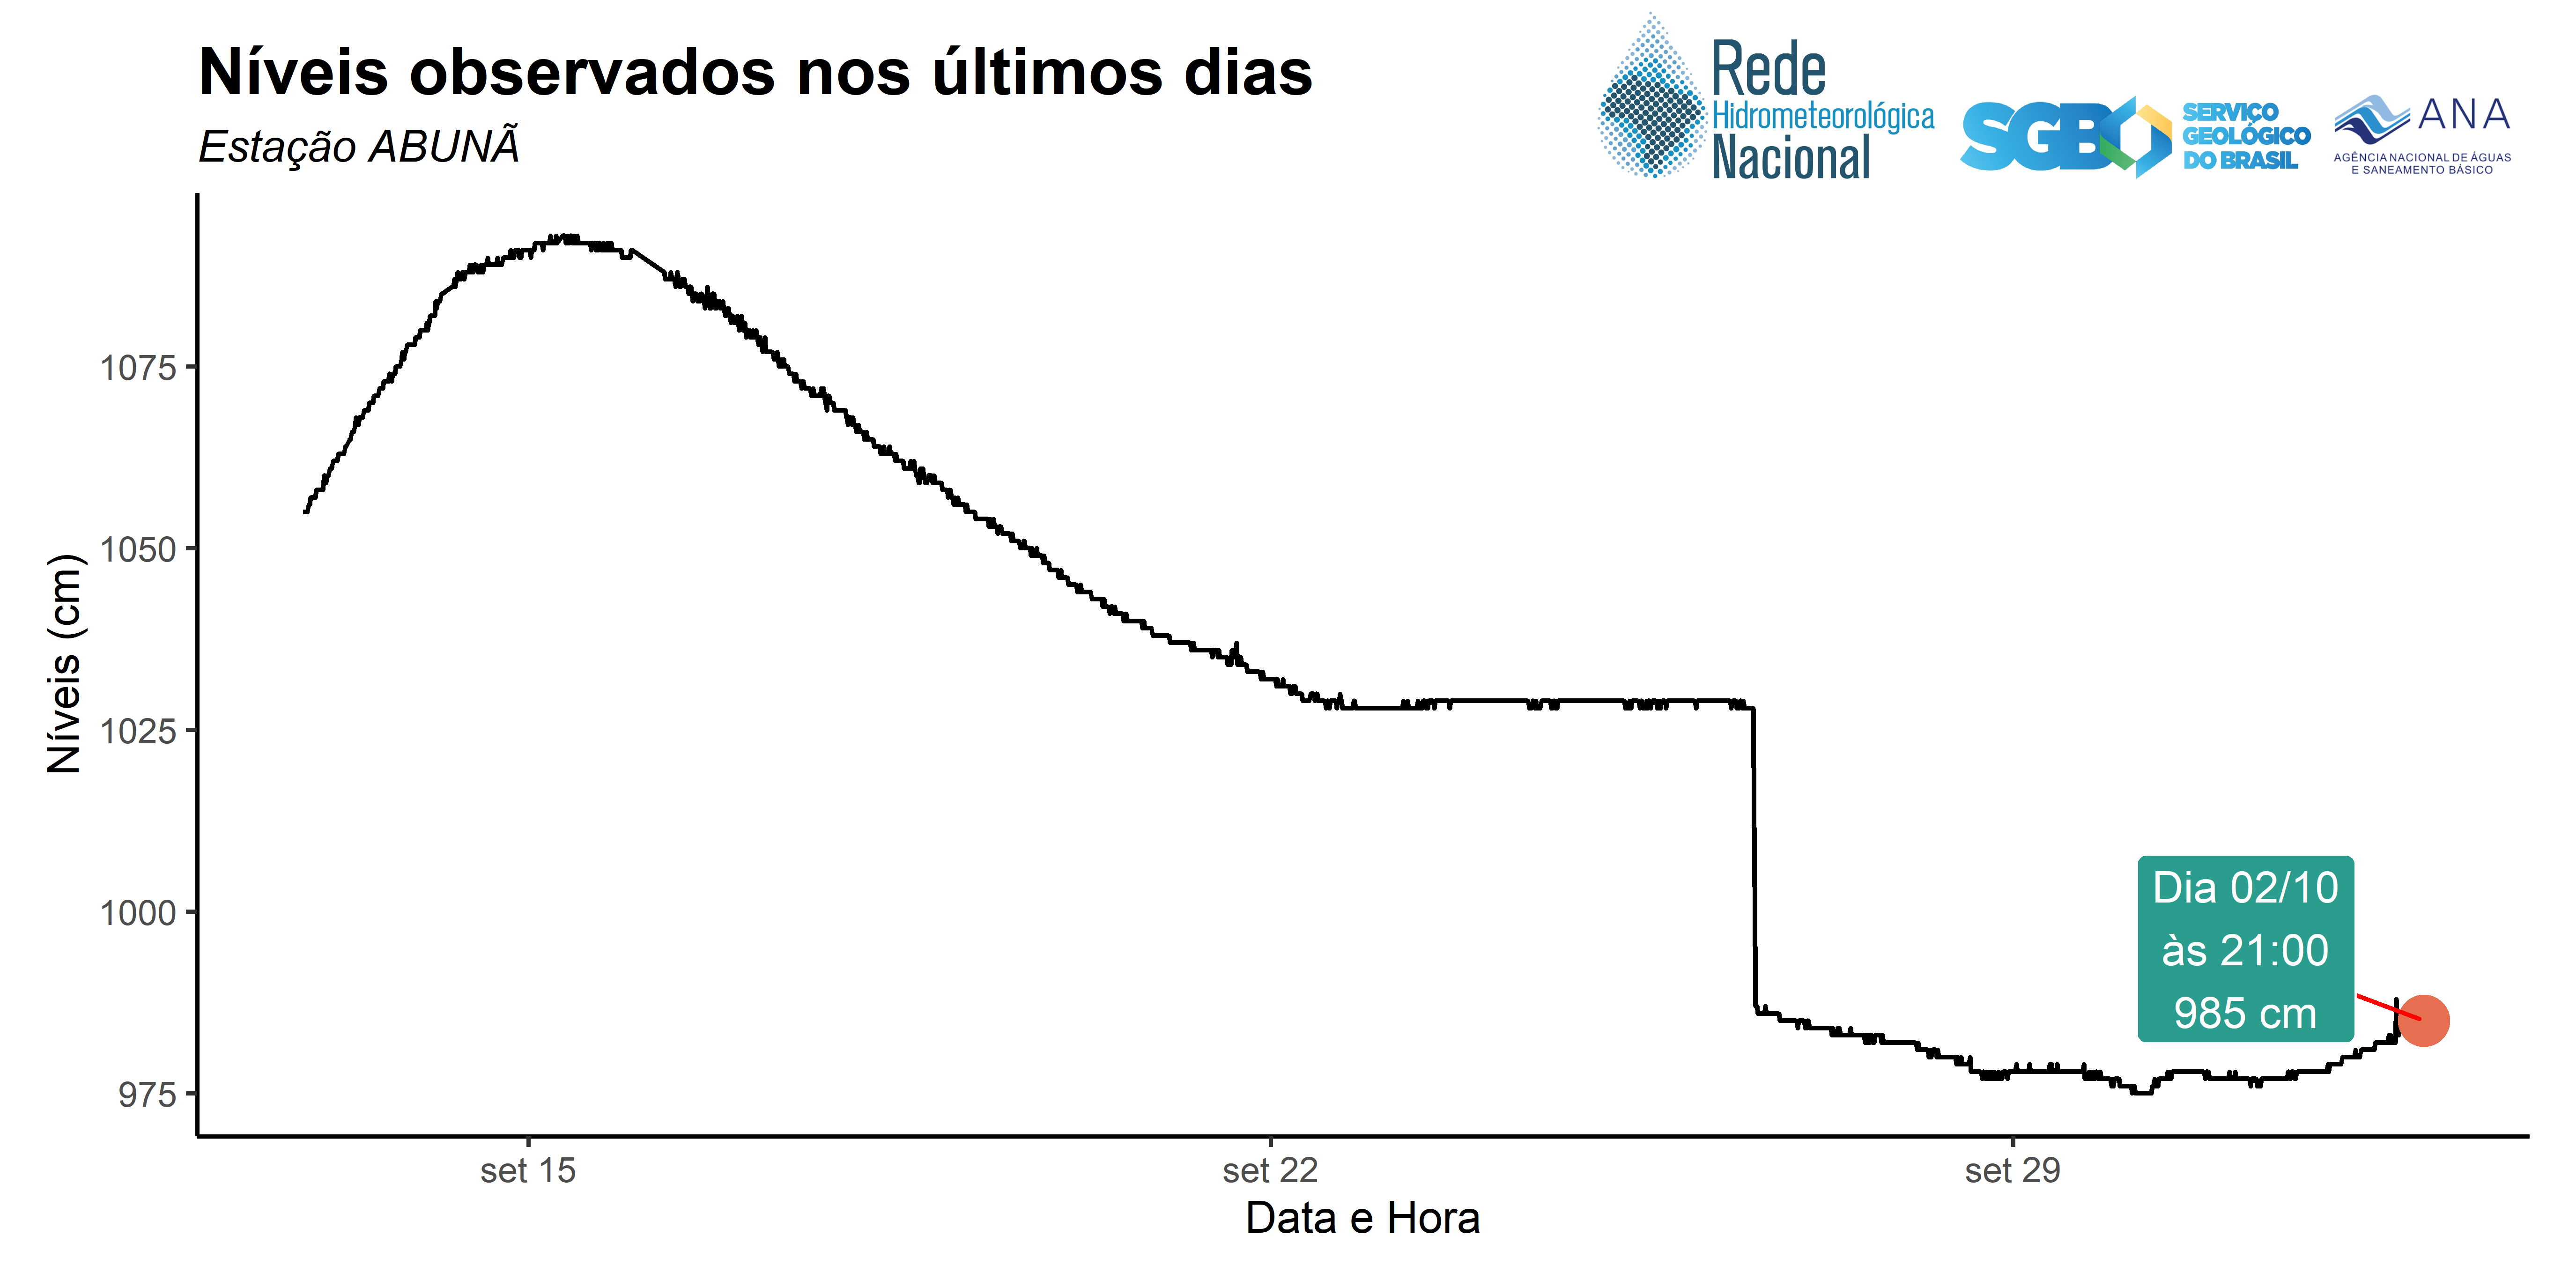 Níveis observados nos últimos dias
Estação ABUNÃ
Rede
Hidrometeorológica
Nacional
SGB
SERVIÇO
GEOLÓGICO
DO BRASIL
ANA
AGÊNCIA NACIONAL DE ÁGUAS
E SANEAMENTO BÁSICO
Níveis (cm)
1075
1050
1025
1000
975
Dia 02/10
às 21:00
985 cm
set 15
set 22
set 29
Data e Hora